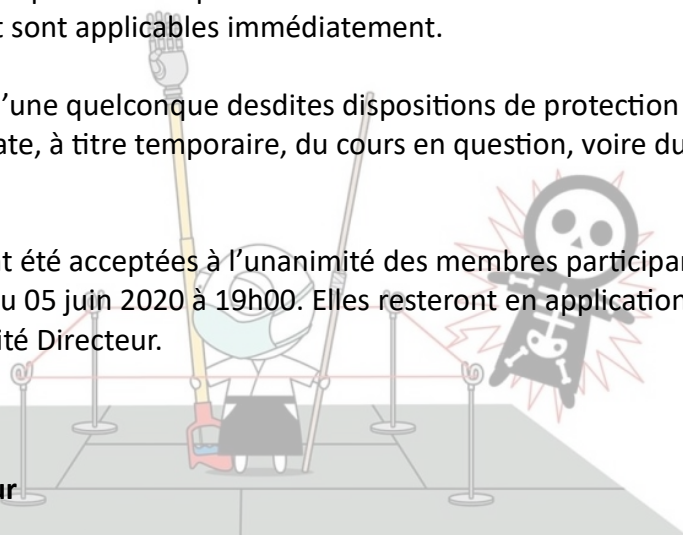 t sont applicables immédiatement.
’une quelconque desdites dispositions de protection
ate, à titre temporaire, du cours en question, voire du
t été acceptées à l’unanimité des membres participa
u 05 juin 2020 à 19h00. Elles resteront en application
ité Directeur.
ur